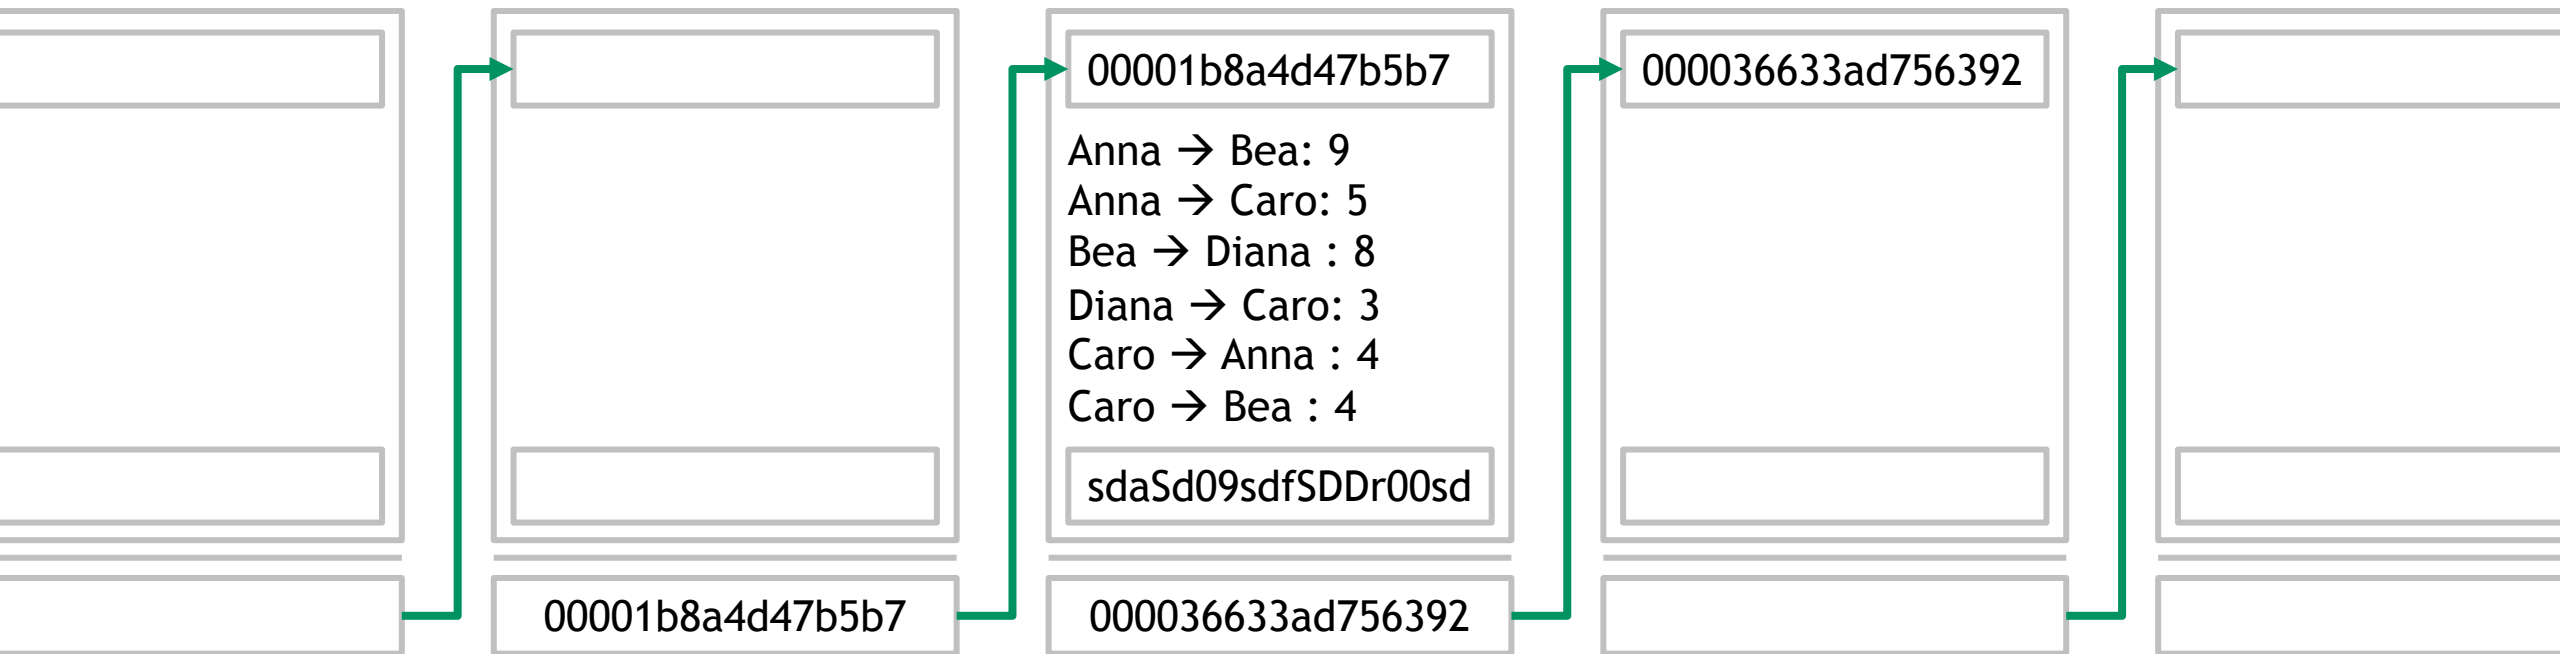 00001b8a4d47b5b7
00001b8a4d47b5b7
Anna → Bea: 9
Anna → Caro: 5
Bea → Diana : 8
Diana → Caro: 3
Caro → Anna : 4
Caro → Bea : 4
sdaSd09sdfSDDr00sd
000036633ad756392
000036633ad756392